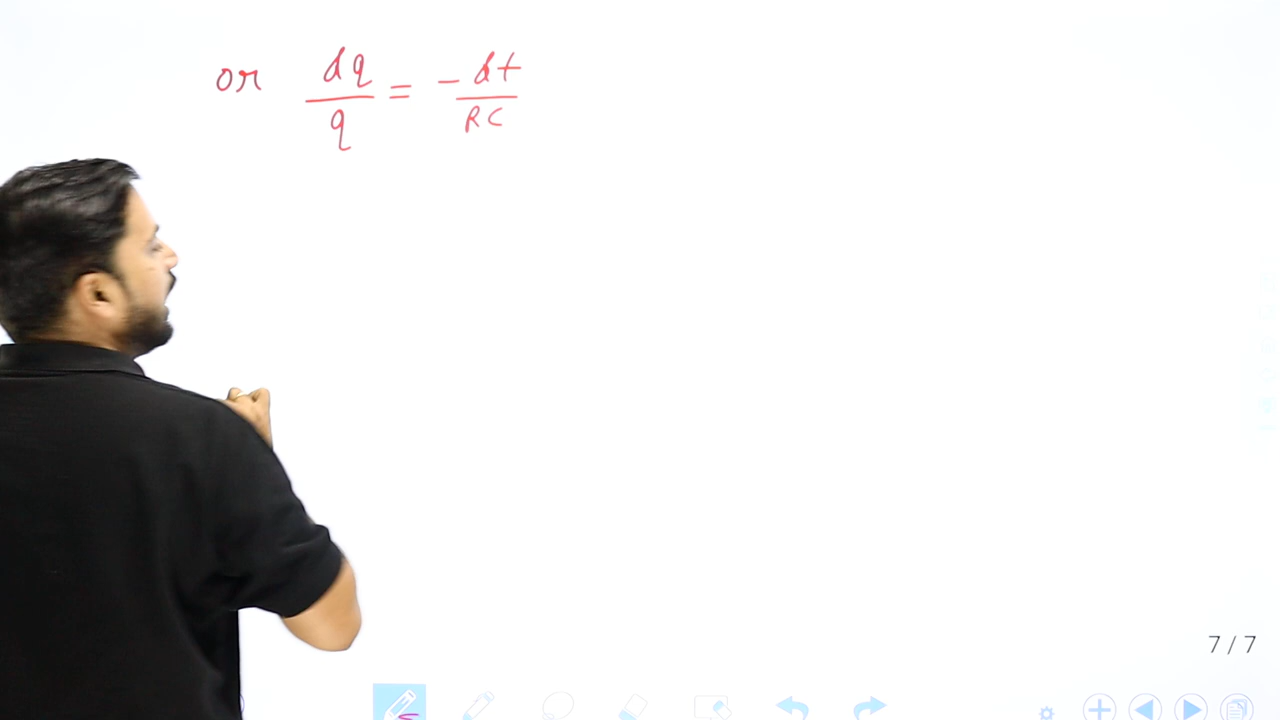 or dq/q = - dt/RC
7 / 7